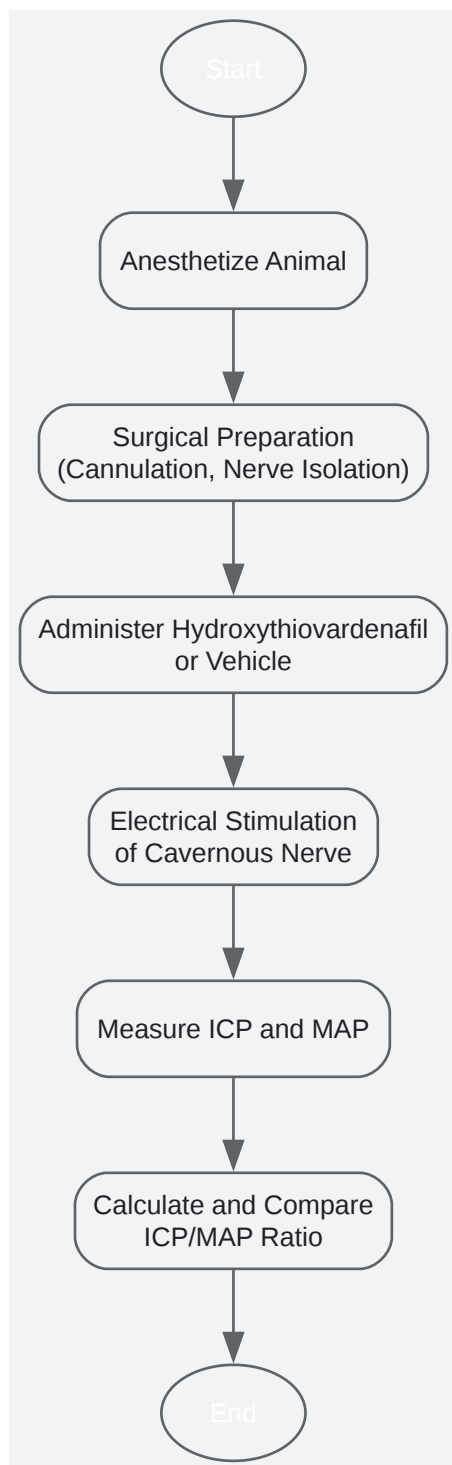 Start
Anesthetize Animal
Surgical Preparation
(Cannulation, Nerve Isolation)
Administer Hydroxythiovardenafil
or Vehicle
Electrical Stimulation
of Cavernous Nerve
Measure ICP and MAP
Calculate and Compare
ICP/MAP Ratio
End